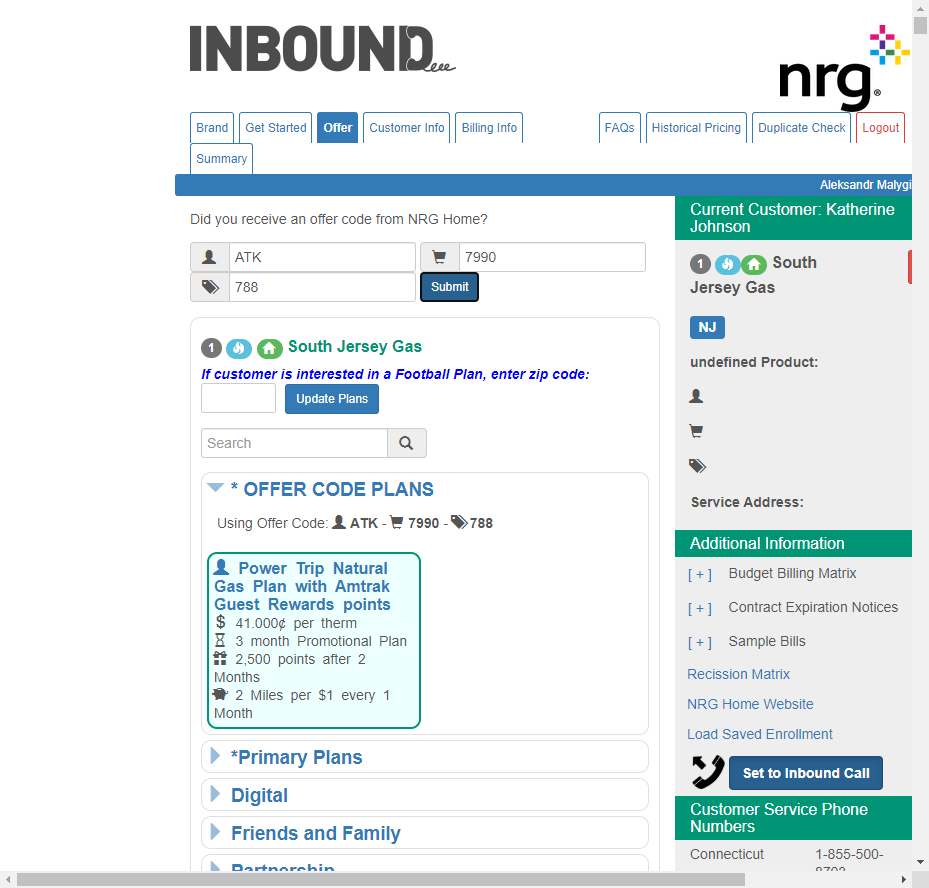 INBOUND
nrg
Brand Get Started Offer Customer Info Billing Info FAQs Historical Pricing Duplicate Check Logout
Summary
Aleksandr Malygi
Did you receive an offer code from NRG Home?
ATK 7990
788 Submit
1 South Jersey Gas
If customer is interested in a Football Plan, enter zip code:
Update Plans
Search
* OFFER CODE PLANS
Using Offer Code: ATK - 7990 - 788
Power Trip Natural
Gas Plan with Amtrak
Guest Rewards points
$ 41.000¢ per therm
3 month Promotional Plan
2,500 points after 2
Months
2 Miles per $1 every 1
Month
*Primary Plans
Digital
Friends and Family
Partnership
Current Customer: Katherine
Johnson
1 South
Jersey Gas
NJ
undefined Product:
Service Address:
Additional Information
[ + ] Budget Billing Matrix
[ + ] Contract Expiration Notices
[ + ] Sample Bills
Recission Matrix
NRG Home Website
Load Saved Enrollment
Set to Inbound Call
Customer Service Phone
Numbers
Connecticut 1-855-500-